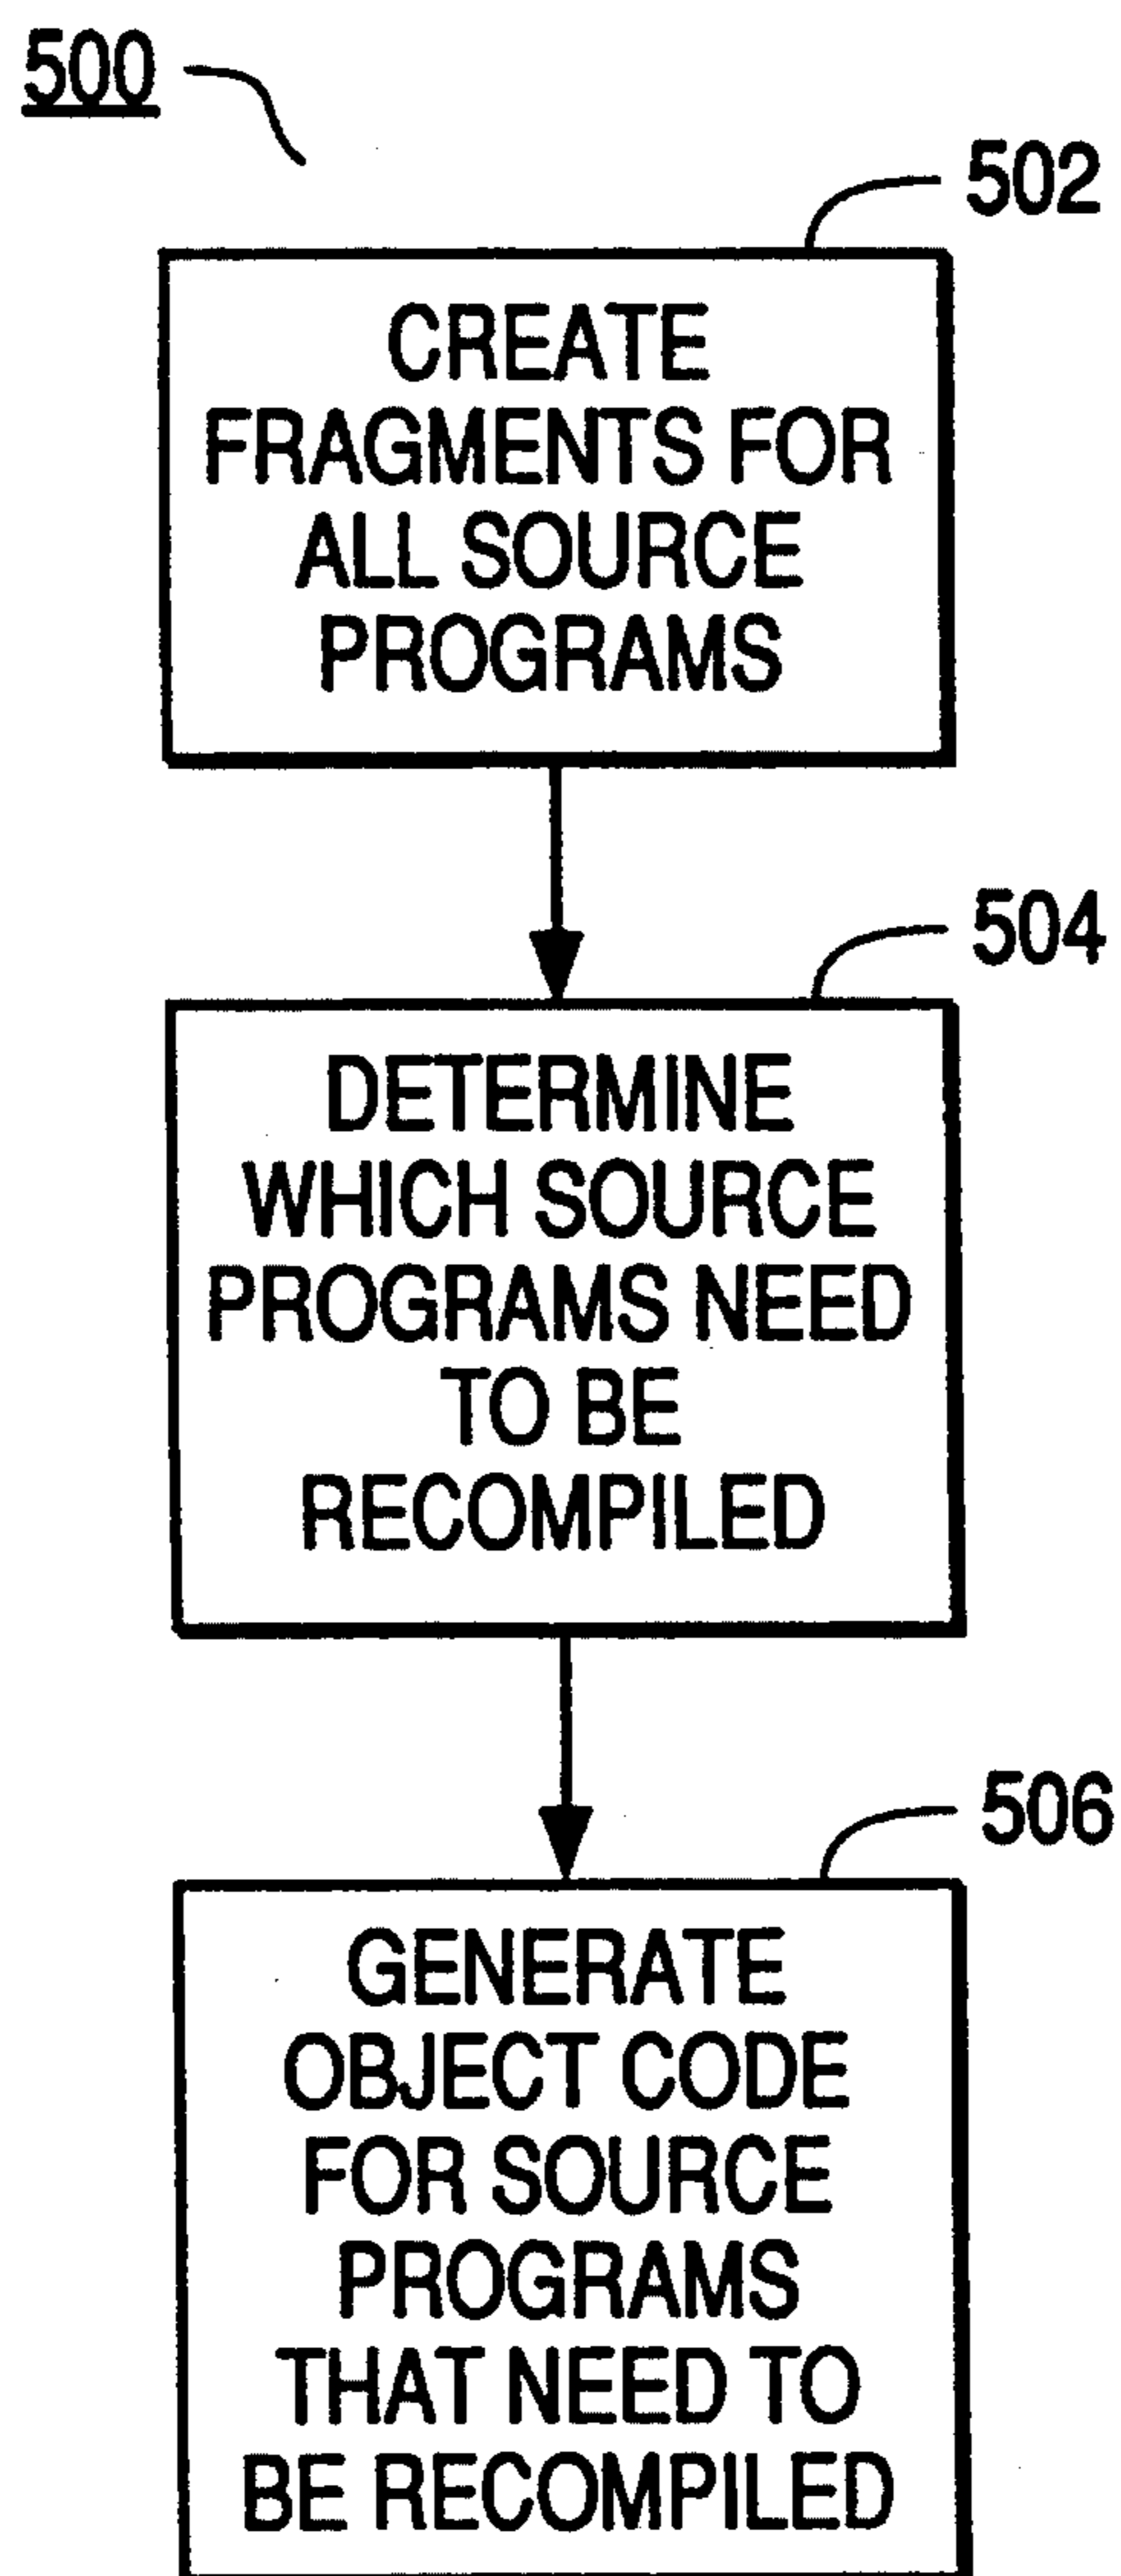 500
502
CREATE
FRAGMENTS FOR
ALL SOURCE
PROGRAMS
504
DETERMINE
WHICH SOURCE
PROGRAMS NEED
TO BE
RECOMPILED
506
GENERATE
OBJECT CODE
FOR SOURCE
PROGRAMS
THAT NEED TO
BE RECOMPILED